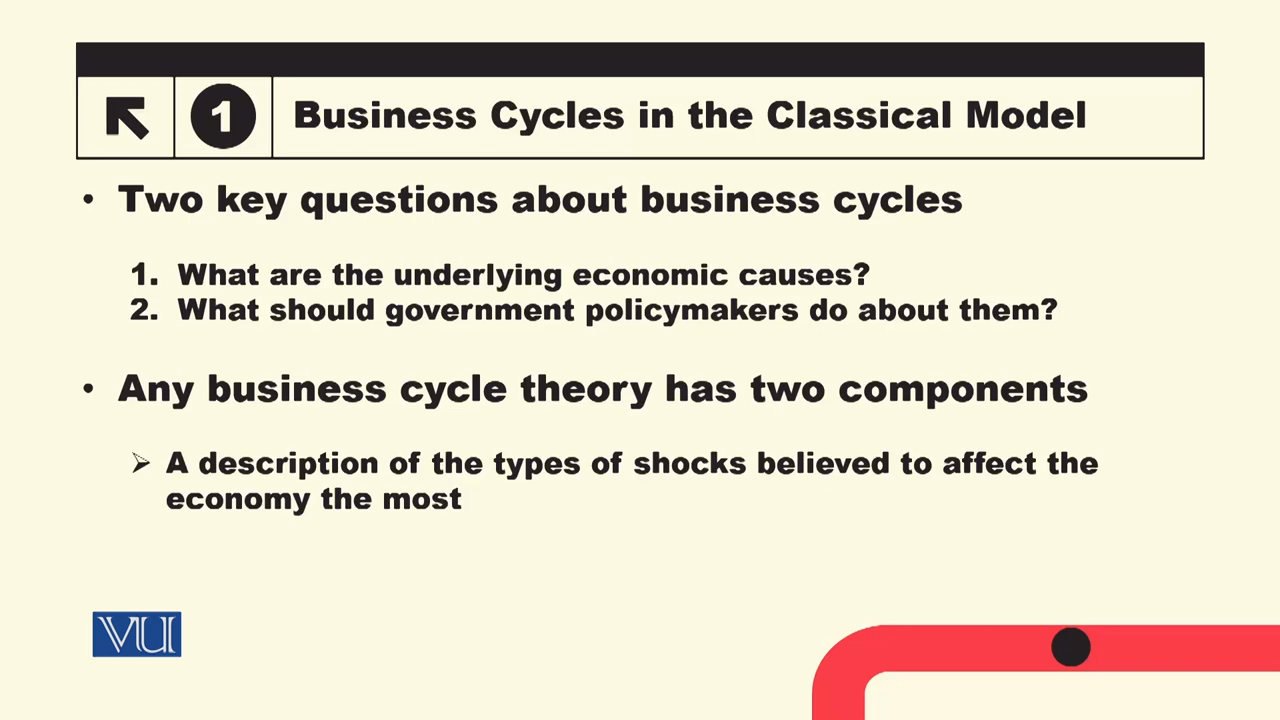 1 Business Cycles in the Classical Model
• Two key questions about business cycles
1. What are the underlying economic causes?
2. What should government policymakers do about them?
• Any business cycle theory has two components
➢ A description of the types of shocks believed to affect the
economy the most
VU